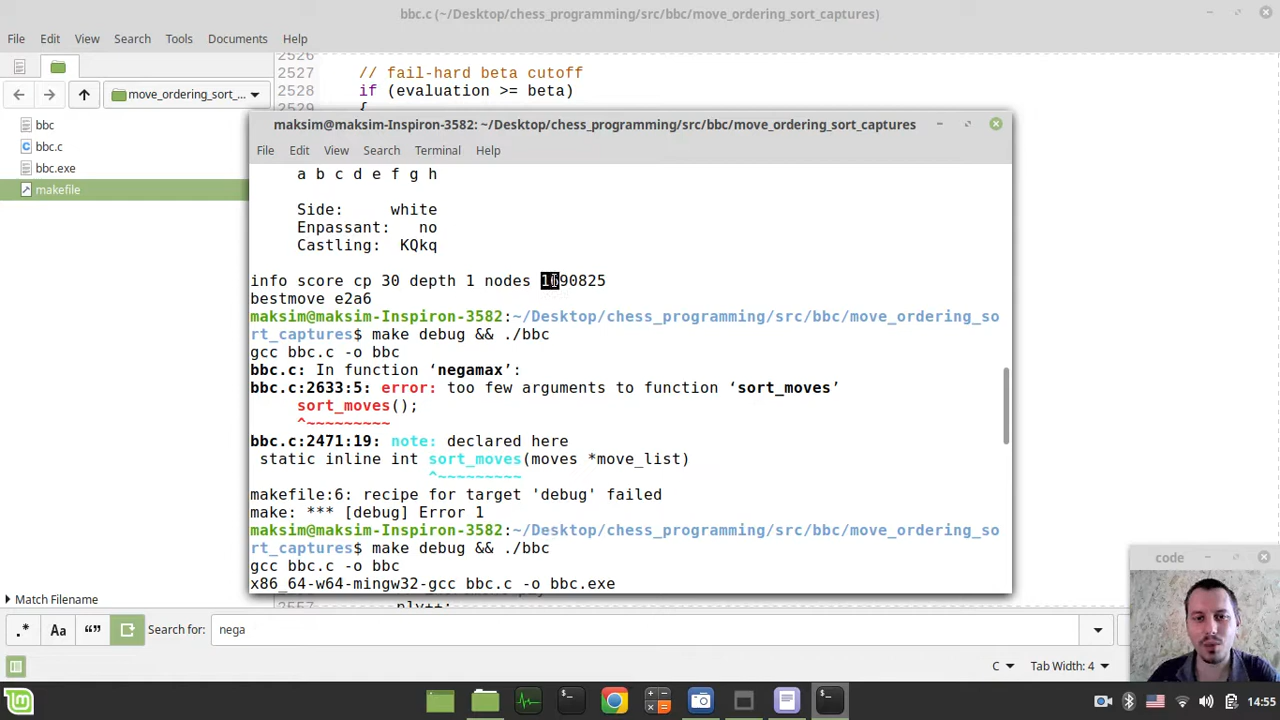 bbc.c (~/Desktop/chess_programming/src/bbc/move_ordering_sort_captures)
File Edit View Search Tools Documents Help
move_ordering_sort_...
bbc
bbc.c
bbc.exe
makefile
2526
2527 // fail-hard beta cutoff
2528 if (evaluation >= beta)
2529 {
maksim@maksim-Inspiron-3582: ~/Desktop/chess_programming/src/bbc/move_ordering_sort_captures
File Edit View Search Terminal Help
a b c d e f g h
Side: white
Enpassant: no
Castling: KQkq
info score cp 30 depth 1 nodes 1690825
bestmove e2a6
maksim@maksim-Inspiron-3582:~/Desktop/chess_programming/src/bbc/move_ordering_so
rt_captures$ make debug && ./bbc
gcc bbc.c -o bbc
bbc.c: In function ‘negamax’:
bbc.c:2633:5: error: too few arguments to function ‘sort_moves’
sort_moves();
^~~~~~~~~~
bbc.c:2471:19: note: declared here
static inline int sort_moves(moves *move_list)
^~~~~~~~~~
makefile:6: recipe for target 'debug' failed
make: *** [debug] Error 1
maksim@maksim-Inspiron-3582:~/Desktop/chess_programming/src/bbc/move_ordering_so
rt_captures$ make debug && ./bbc
gcc bbc.c -o bbc
x86_64-w64-mingw32-gcc bbc.c -o bbc.exe
2557 ply++;
Match Filename
.* Aa “” Search for: nega
C Tab Width: 4
code
14:55